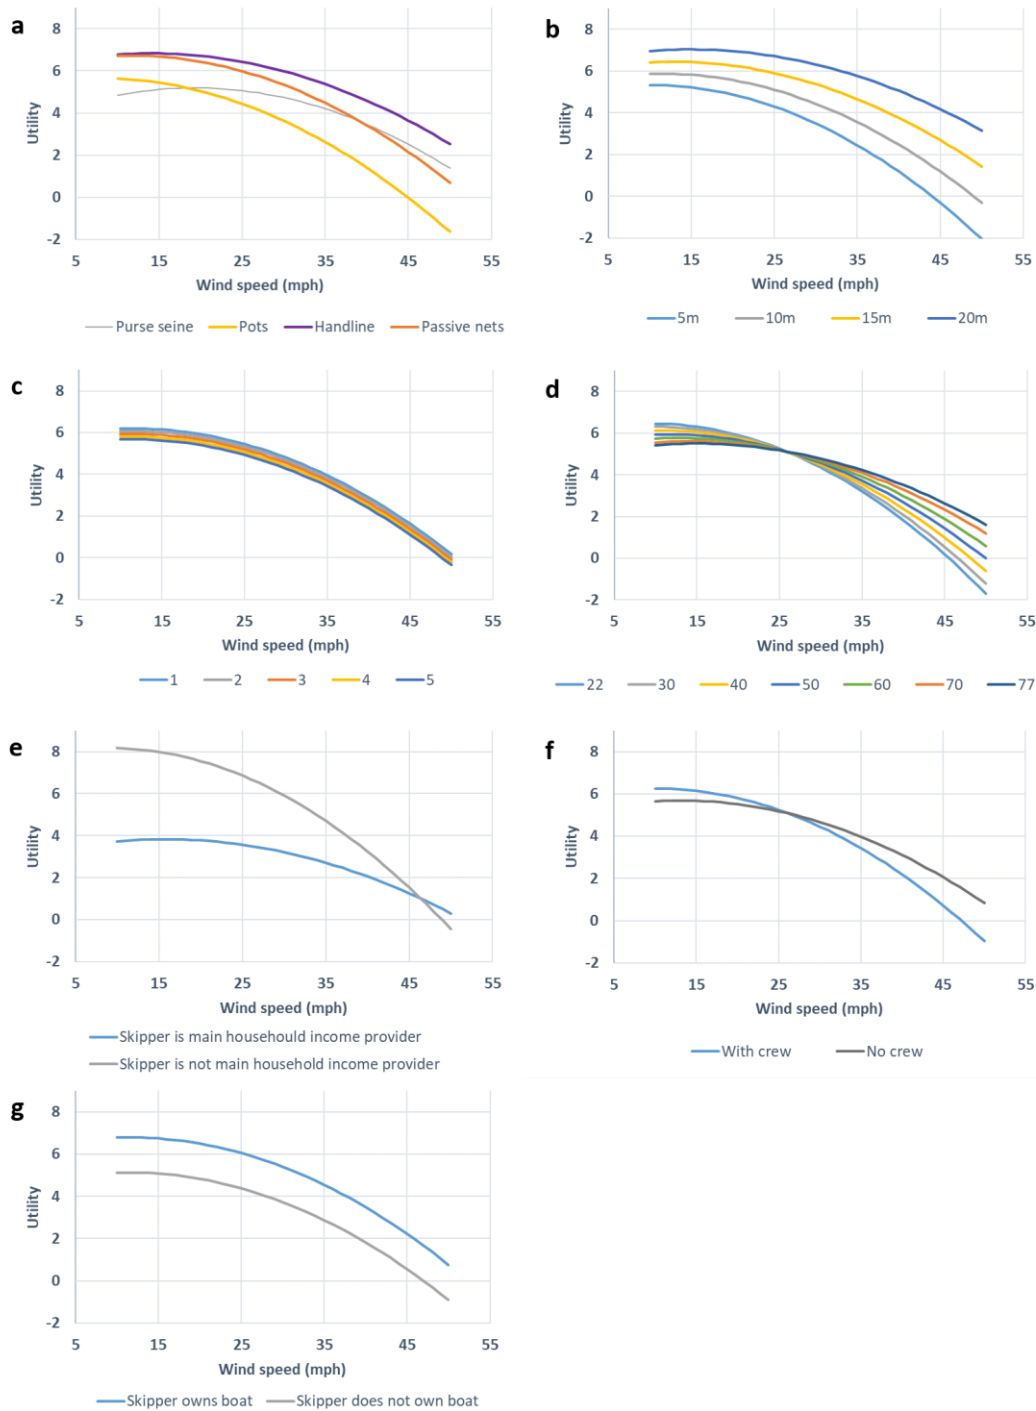 a
8
6
4
2
0
-2
Utility
5 15 25 35 45 55
Wind speed (mph)
Purse seine Pots Handline Passive nets
b
8
6
4
2
0
-2
Utility
5 15 25 35 45 55
Wind speed (mph)
5m 10m 15m 20m
c
8
6
4
2
0
-2
Utility
5 15 25 35 45 55
Wind speed (mph)
1 2 3 4 5
d
8
6
4
2
0
-2
Utility
5 15 25 35 45 55
Wind speed (mph)
22 30 40 50 60 70 77
e
8
6
4
2
0
-2
Utility
5 15 25 35 45 55
Wind speed (mph)
Skipper is main househould income provider
Skipper is not main household income provider
f
8
6
4
2
0
-2
Utility
5 15 25 35 45 55
Wind speed (mph)
With crew No crew
g
8
6
4
2
0
-2
Utility
5 15 25 35 45 55
Wind speed (mph)
Skipper owns boat Skipper does not own boat